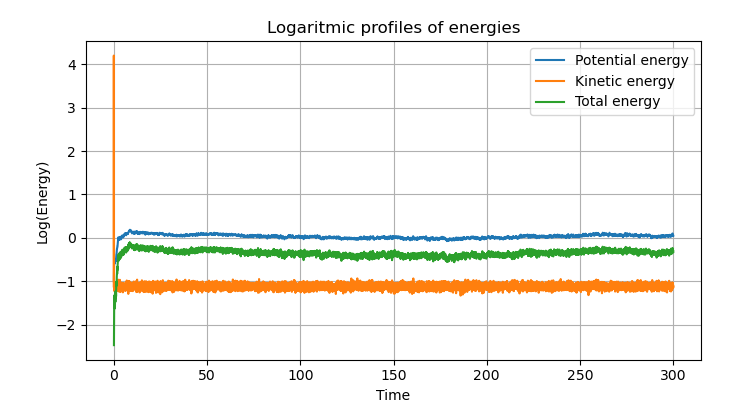 Logaritmic profiles of energies
Potential energy
Kinetic energy
Total energy
Log(Energy)
4
3
2
1
0
−1
−2
0 50 100 150 200 250 300
Time